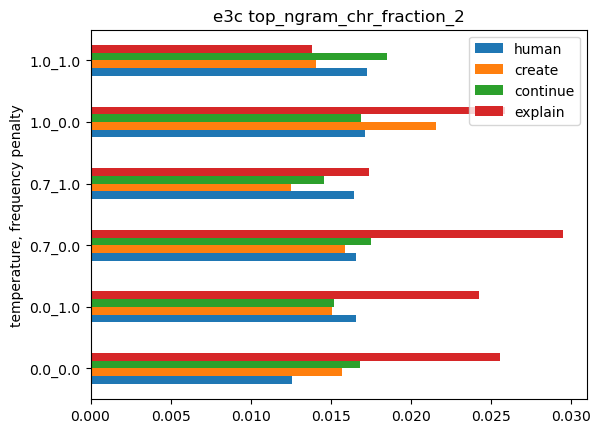 e3c top_ngram_chr_fraction_2
human
create
continue
explain
temperature, frequency penalty
1.0_1.0
1.0_0.0
0.7_1.0
0.7_0.0
0.0_1.0
0.0_0.0
0.000 0.005 0.010 0.015 0.020 0.025 0.030